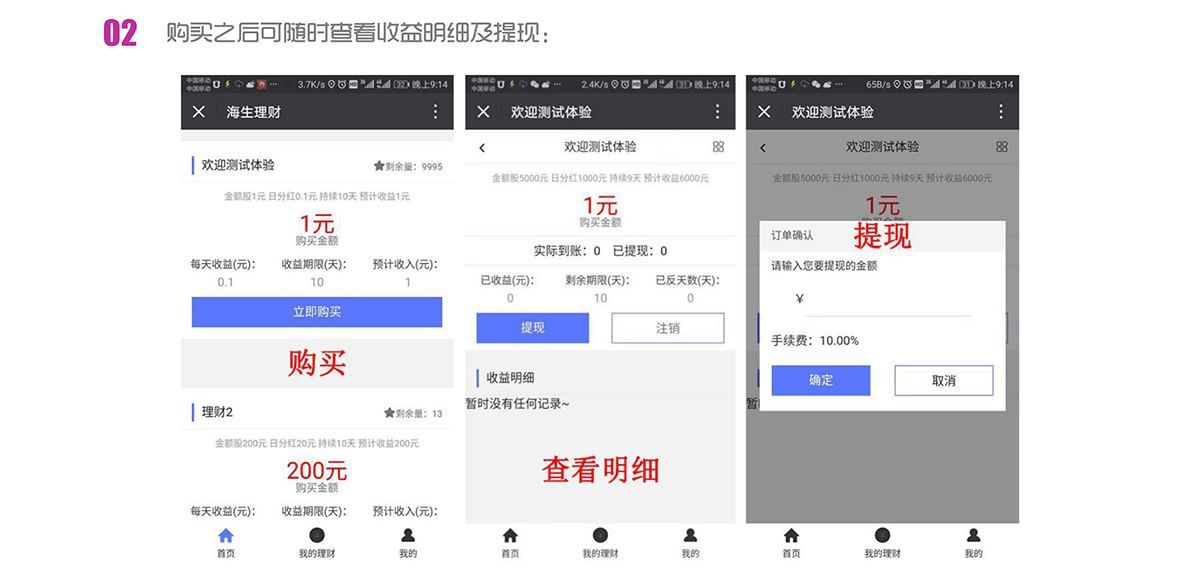 02 购买之后可随时查看收益明细及提现：
中国移动
中国移动
3.7K/s
晚上9:14
海生理财
欢迎测试体验
剩余量：9995
金额股1元 日分红0.1元 持续10天 预计收益1元
1元
购买金额
每天收益(元)： 收益期限(天)： 预计收入(元)：
0.1 10 1
立即购买
购买
理财2
剩余量：13
金额股200元 日分红20元 持续10天 预计收益200元
200元
购买金额
每天收益(元)： 收益期限(天)： 预计收入(元)：
首页 我的理财 我的
中国移动
中国移动
2.4K/s
31
晚上9:14
欢迎测试体验
欢迎测试体验
金额股5000元 日分红1000元 持续9天 预计收益6000元
1元
购买金额
实际到账：0 已提现：0
已收益(元)： 剩余期限(天)： 已反天数(天)：
0 10 0
提现 注销
收益明细
暂时没有任何记录~
查看明细
首页 我的理财 我的
中国移动
中国移动
65B/s
31
晚上9:14
欢迎测试体验
欢迎测试体验
金额股5000元 日分红1000元 持续9天 预计收益6000元
1元
购买金额
订单确认
提现
请输入您要提现的金额
¥
手续费：10.00%
确定 取消
暂
首页 我的理财 我的